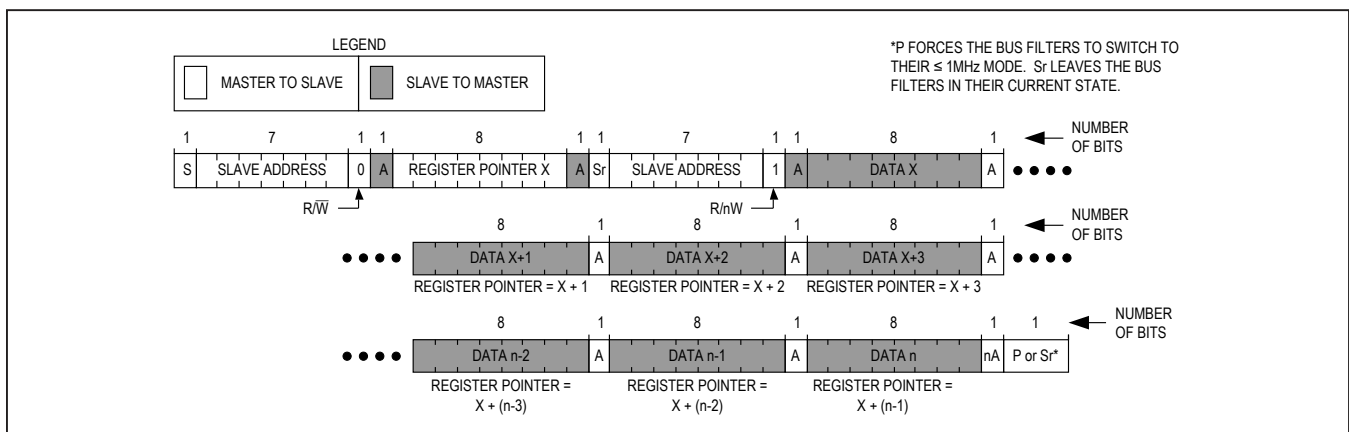 LEGEND
MASTER TO SLAVE SLAVE TO MASTER
*P FORCES THE BUS FILTERS TO SWITCH TO
THEIR ≤ 1MHz MODE. Sr LEAVES THE BUS
FILTERS IN THEIR CURRENT STATE.
1 7 1 1 8 1 1 7 1 1 8 1 NUMBER
OF BITS
S SLAVE ADDRESS 0 A REGISTER POINTER X A Sr SLAVE ADDRESS 1 A DATA X A
R/W̅ R/nW
8 1 8 1 8 1 NUMBER
OF BITS
DATA X+1 A DATA X+2 A DATA X+3 A
REGISTER POINTER = X + 1 REGISTER POINTER = X + 2 REGISTER POINTER = X + 3
8 1 8 1 8 1 1 NUMBER
OF BITS
DATA n-2 A DATA n-1 A DATA n nA P or Sr*
REGISTER POINTER = REGISTER POINTER = REGISTER POINTER =
X + (n-3) X + (n-2) X + (n-1)